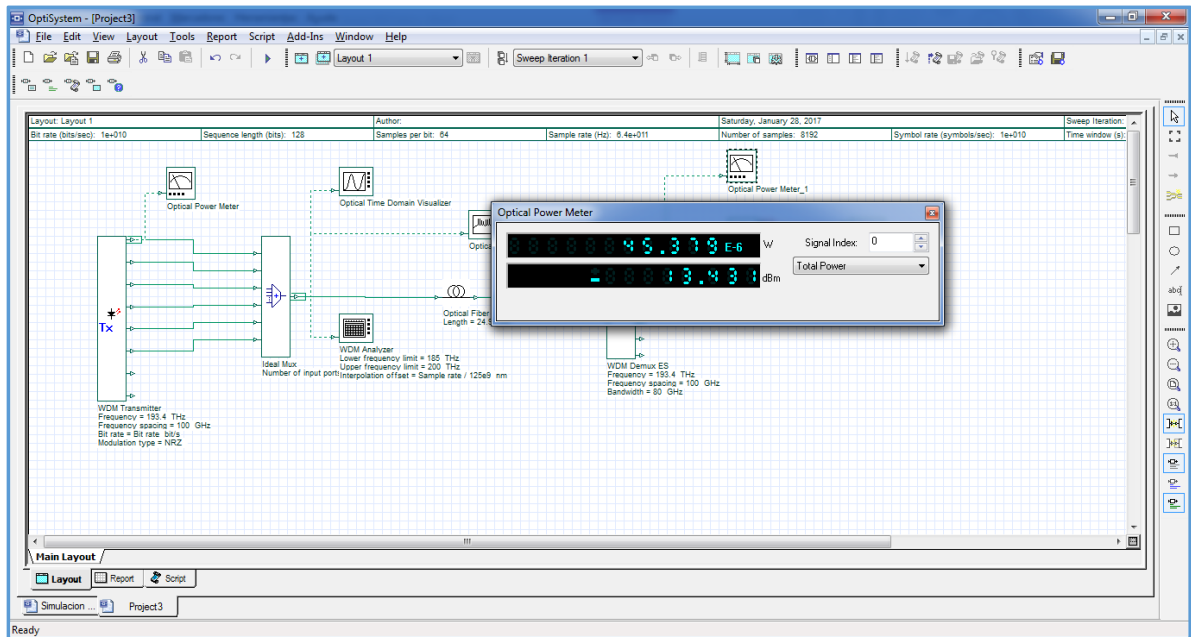 OptiSystem - [Project3]
File Edit View Layout Tools Report Script Add-Ins Window Help
Layout 1
Sweep Iteration 1
Layout: Layout 1
Author:
Saturday, January 28, 2017
Sweep Iteration:
Bit rate (bits/sec): 1e+010
Sequence length (bits): 128
Samples per bit: 64
Sample rate (Hz): 6.4e+011
Number of samples: 8192
Symbol rate (symbols/sec): 1e+010
Time window (s):
Optical Power Meter
Optical Time Domain Visualizer
Optical Power Meter_1
Optica
Optical Power Meter
45.379 E-6 W
Signal Index: 0
Total Power
- 13.431 dBm
Tx
Optical Fiber
Length = 24.
Ideal Mux
Number of input port
WDM Analyzer
Lower frequency limit = 185 THz
Upper frequency limit = 200 THz
Interpolation offset = Sample rate / 125e9 nm
WDM Demux ES
Frequency = 193.4 THz
Frequency spacing = 100 GHz
Bandwidth = 80 GHz
WDM Transmitter
Frequency = 193.4 THz
Frequency spacing = 100 GHz
Bit rate = Bit rate bit/s
Modulation type = NRZ
Main Layout
Layout Report Script
Simulacion ... Project3
Ready